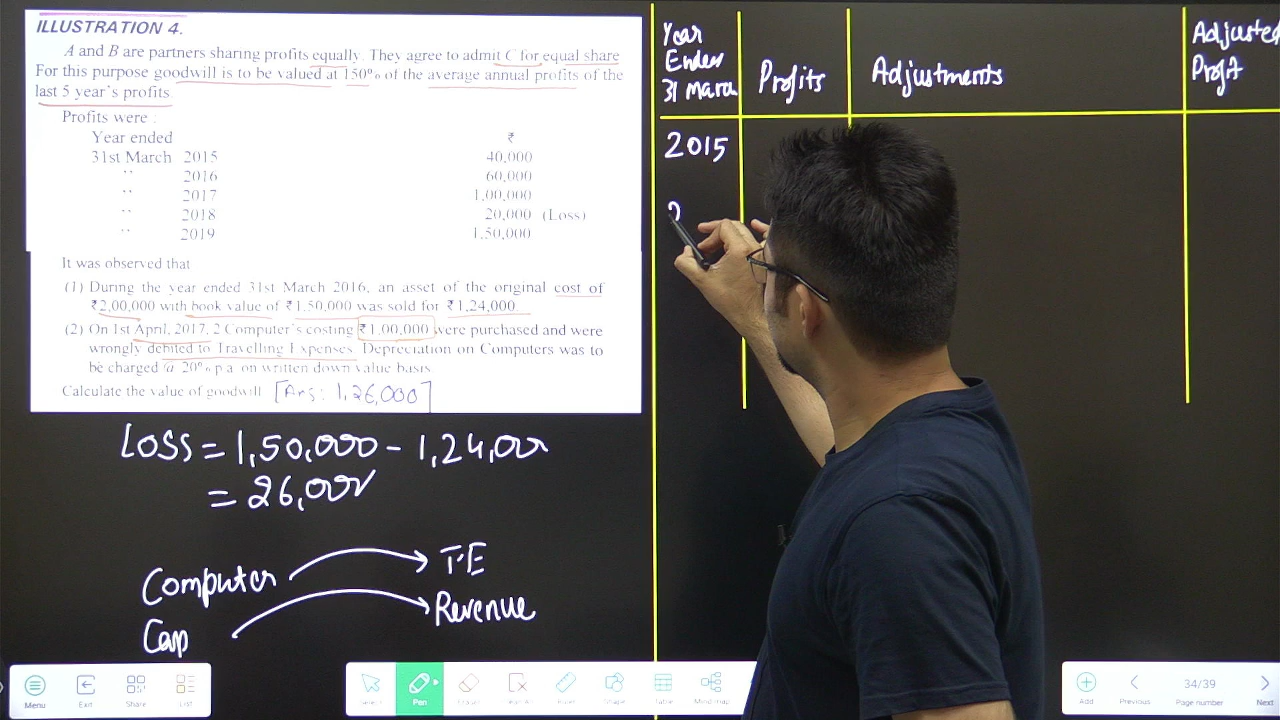 ILLUSTRATION 4.
A and B are partners sharing profits equally. They agree to admit C for equal share
For this purpose goodwill is to be valued at 150% of the average annual profits of the
last 5 year's profits.
Profits were :
Year ended ₹
31st March 2015 40,000
,, 2016 60,000
,, 2017 1,00,000
,, 2018 20,000 (Loss)
,, 2019 1,50,000
It was observed that
(1) During the year ended 31st March 2016, an asset of the original cost of
₹2,00,000 with book value of ₹1,50,000 was sold for ₹1,24,000.
(2) On 1st April, 2017, 2 Computer's costing ₹1,00,000 were purchased and were
wrongly debited to Travelling Expenses. Depreciation on Computers was to
be charged @ 20% p.a. on written down value basis.
Calculate the value of goodwill [Ans: 1,26,000]
Loss = 1,50,000 - 1,24,000
= 26,000
Computer T.E
Cap Revenue
Year
Ended
31 March
Profits
Adjustments
Adjusted
Profit
2015
2
Menu
Exit
Share
List
Select
Pen
Eraser
Ruler
Shape
Table
Mind map
Add
Previous
34/39
Page number
Next